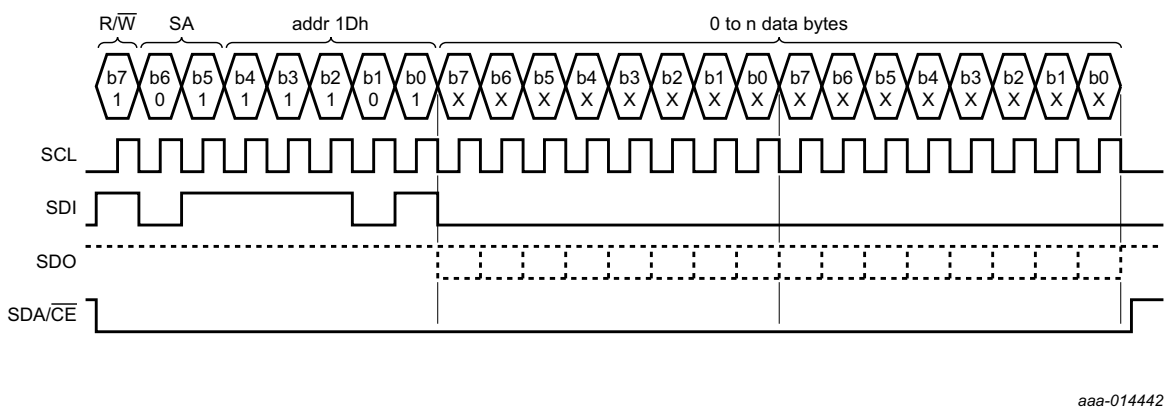 R/W SA addr 1Dh 0 to n data bytes
b7 b6 b5 b4 b3 b2 b1 b0 b7 b6 b5 b4 b3 b2 b1 b0 b7 b6 b5 b4 b3 b2 b1 b0
1 0 1 1 1 1 0 1 X X X X X X X X X X X X X X X X
SCL
SDI
SDO
SDA/CE
aaa-014442